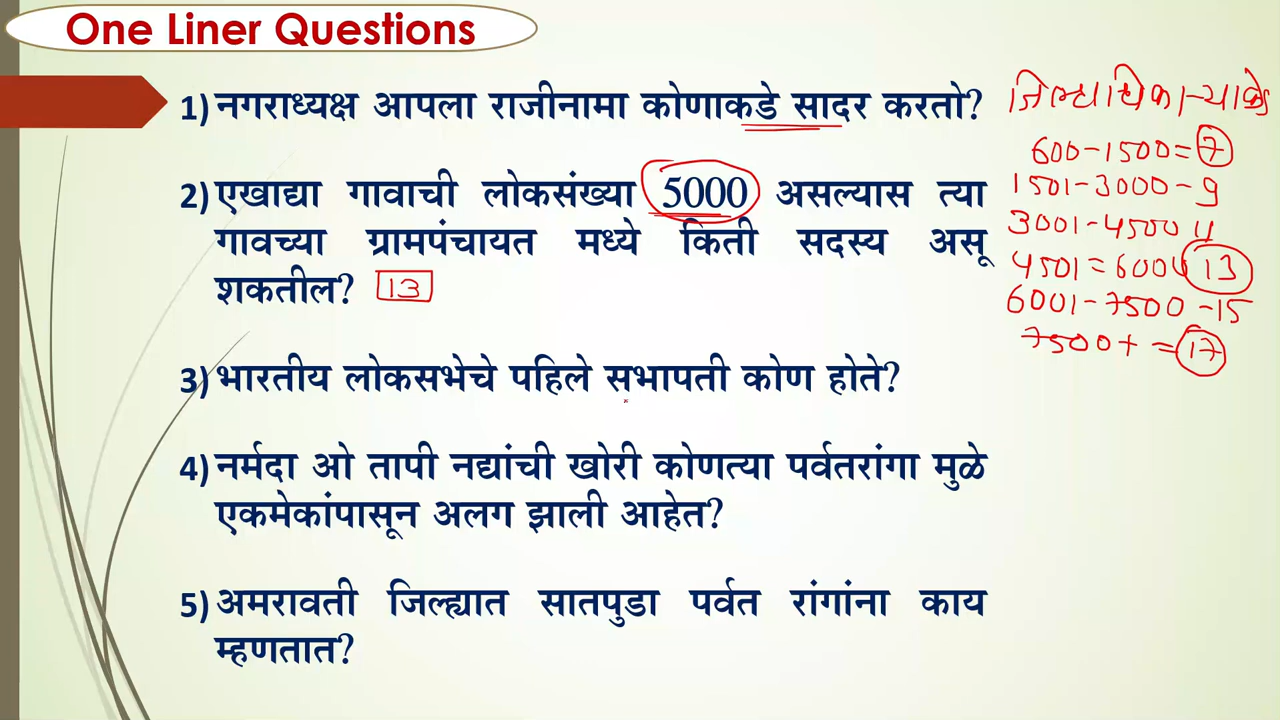 One Liner Questions
1) नगराध्यक्ष आपला राजीनामा कोणाकडे सादर करतो?
जिल्हाधिकाऱ्याकडे
600-1500=7
2) एखाद्या गावाची लोकसंख्या 5000 असल्यास त्या
1501-3000-9
गावच्या ग्रामपंचायत मध्ये किती सदस्य असू
3001-4500 11
शकतील? 13
4501=6000 13
6001-7500-15
7500+ =17
3) भारतीय लोकसभेचे पहिले सभापती कोण होते?
4) नर्मदा ओ तापी नद्यांची खोरी कोणत्या पर्वतरांगा मुळे
एकमेकांपासून अलग झाली आहेत?
5) अमरावती जिल्ह्यात सातपुडा पर्वत रांगांना काय
म्हणतात?